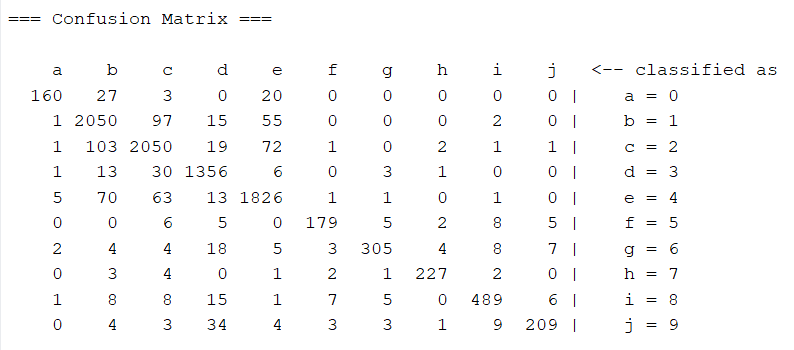 === Confusion Matrix ===
a b c d e f g h i j <-- classified as
160 27 3 0 20 0 0 0 0 0 | a = 0
1 2050 97 15 55 0 0 0 2 0 | b = 1
1 103 2050 19 72 1 0 2 1 1 | c = 2
1 13 30 1356 6 0 3 1 0 0 | d = 3
5 70 63 13 1826 1 1 0 1 0 | e = 4
0 0 6 5 0 179 5 2 8 5 | f = 5
2 4 4 18 5 3 305 4 8 7 | g = 6
0 3 4 0 1 2 1 227 2 0 | h = 7
1 8 8 15 1 7 5 0 489 6 | i = 8
0 4 3 34 4 3 3 1 9 209 | j = 9